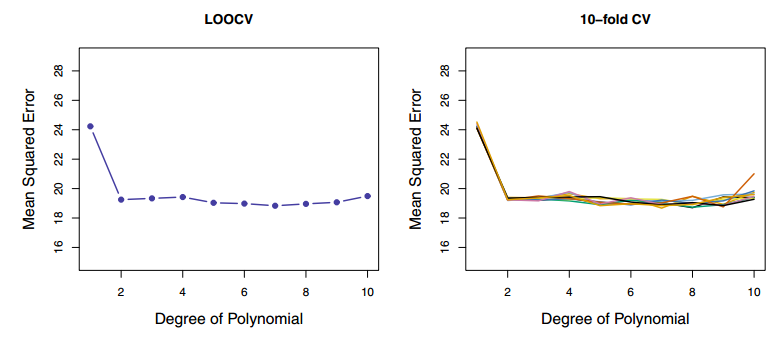 LOOCV
Mean Squared Error
28
26
24
22
20
18
16
2 4 6 8 10
Degree of Polynomial
10−fold CV
Mean Squared Error
28
26
24
22
20
18
16
2 4 6 8 10
Degree of Polynomial